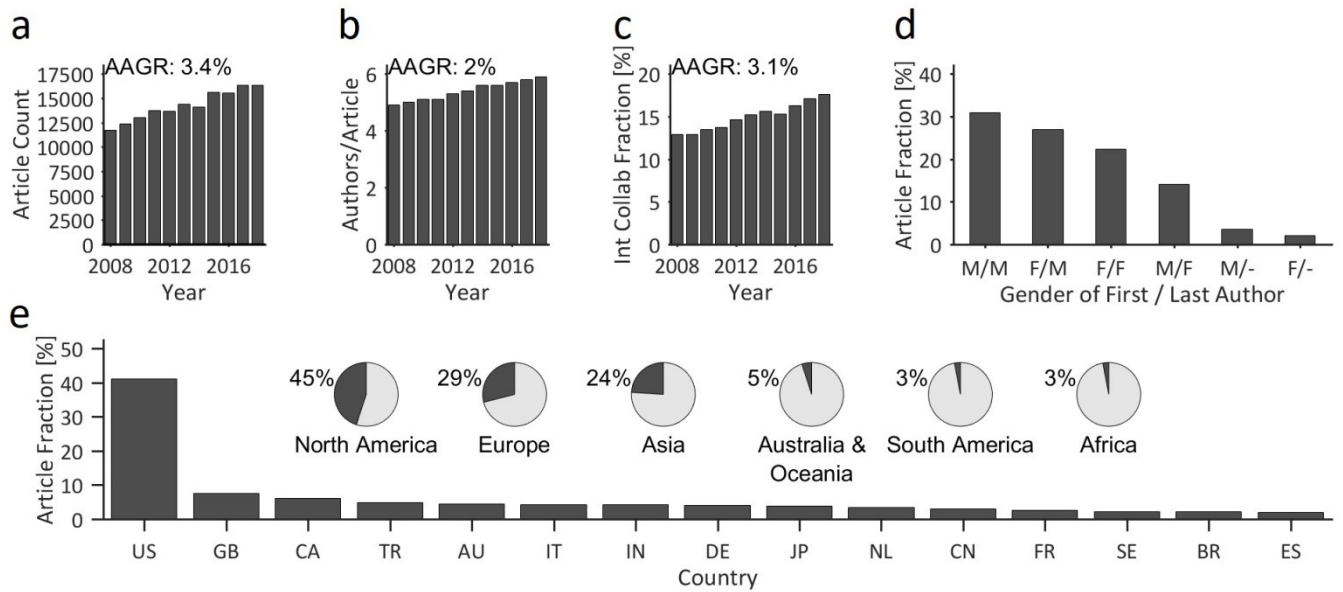 a
AAGR: 3.4%
17500
15000
12500
10000
7500
5000
2500
0
Article Count
2008 2012 2016
Year
b
AAGR: 2%
6
4
2
0
Authors/Article
2008 2012 2016
Year
c
AAGR: 3.1%
20
15
10
5
0
Int Collab Fraction [%]
2008 2012 2016
Year
d
40
30
20
10
0
Article Fraction [%]
M/M F/M F/F M/F M/- F/-
Gender of First / Last Author
e
50
40
30
20
10
0
Article Fraction [%]
45% 29% 24% 5% 3% 3%
North America Europe Asia Australia & South America Africa
Oceania
US GB CA TR AU IT IN DE JP NL CN FR SE BR ES
Country